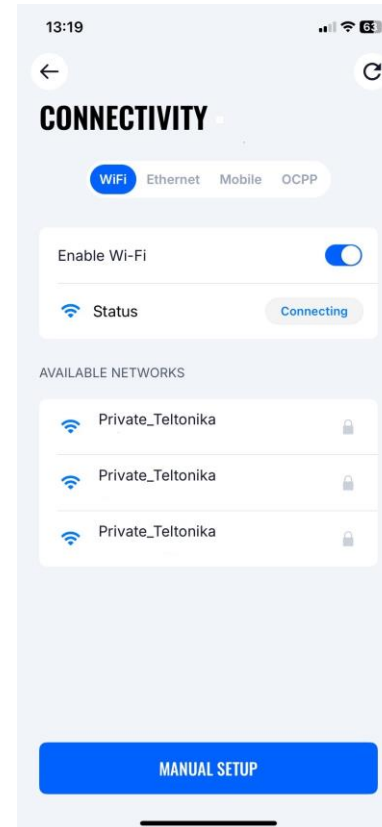 13:19
63
CONNECTIVITY
WiFi Ethernet Mobile OCPP
Enable Wi-Fi
Status Connecting
AVAILABLE NETWORKS
Private_Teltonika
Private_Teltonika
Private_Teltonika
MANUAL SETUP